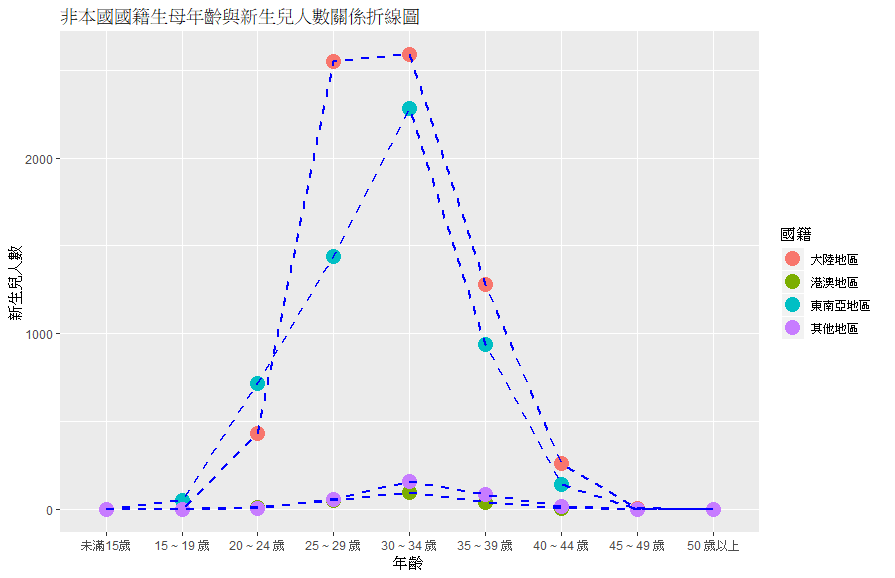 非本國國籍生母年齡與新生兒人數關係折線圖
新生兒人數
2000
1000
0
未滿15歲
15~19歲
20~24歲
25~29歲
30~34歲
35~39歲
40~44歲
45~49歲
50歲以上
年齡
國籍
大陸地區
港澳地區
東南亞地區
其他地區